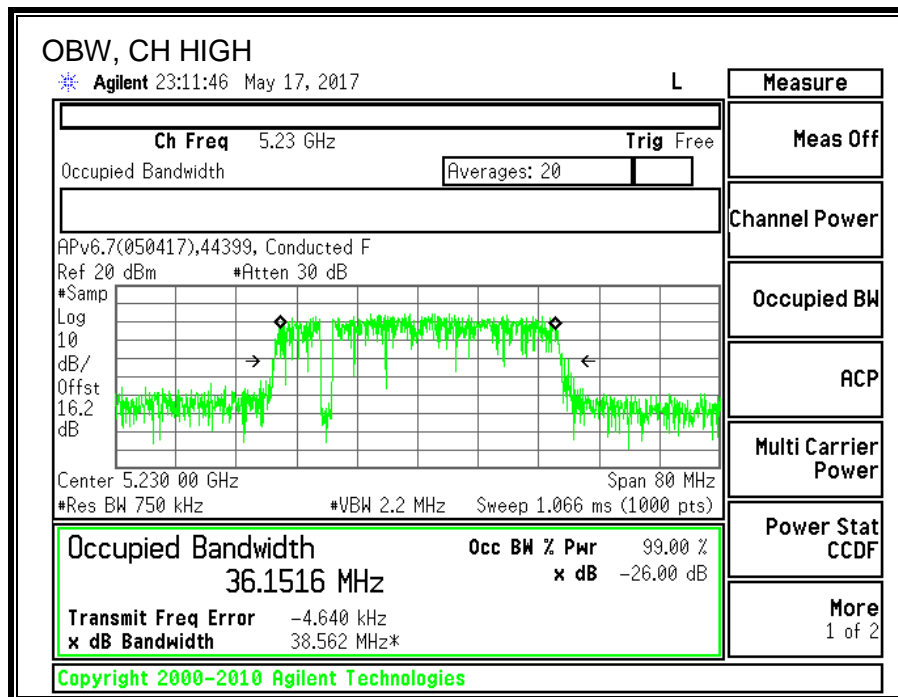 OBW, CH HIGH
Agilent 23:11:46 May 17, 2017 L
Measure
Ch Freq 5.23 GHz Trig Free
Meas Off
Occupied Bandwidth Averages: 20
Channel Power
APv6.7(050417),44399, Conducted F
Ref 20 dBm #Atten 30 dB
#Samp
Log
10
dB/
Offst
16.2
dB
Occupied BW
ACP
Multi Carrier
Power
Center 5.230 00 GHz Span 80 MHz
#Res BW 750 kHz #VBW 2.2 MHz Sweep 1.066 ms (1000 pts)
Power Stat
CCDF
Occupied Bandwidth Occ BW % Pwr 99.00 %
36.1516 MHz x dB -26.00 dB
Transmit Freq Error -4.640 kHz
x dB Bandwidth 38.562 MHz*
More
1 of 2
Copyright 2000-2010 Agilent Technologies